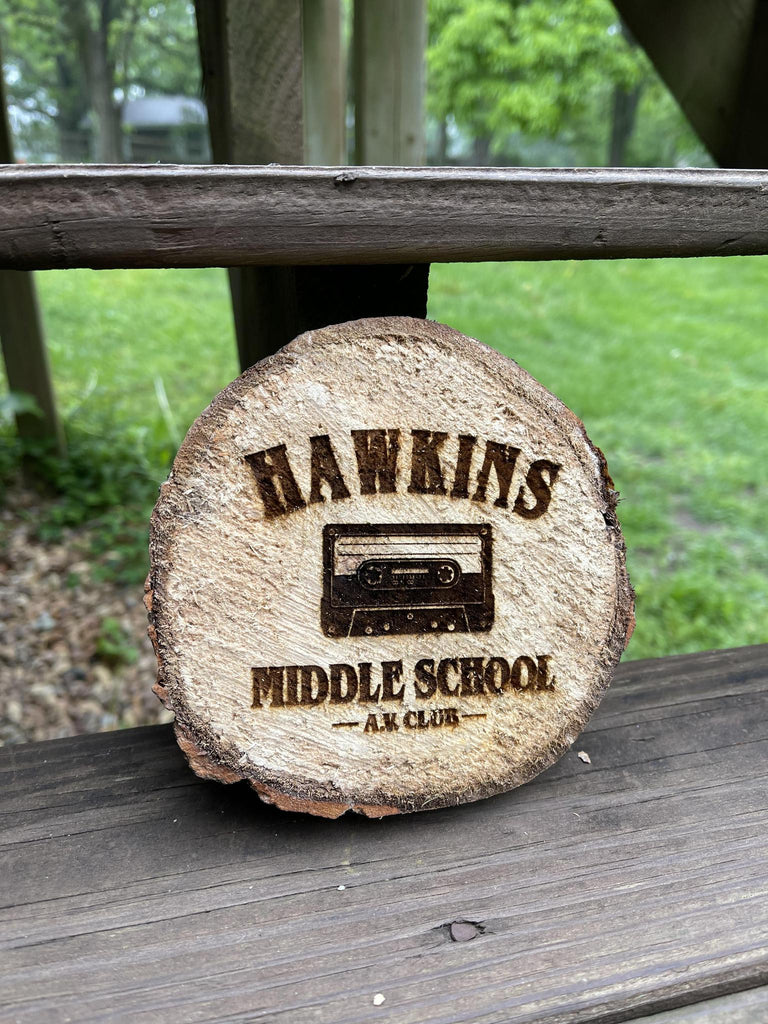 HAWKINS
MIDDLE SCHOOL
— A.V. CLUB —